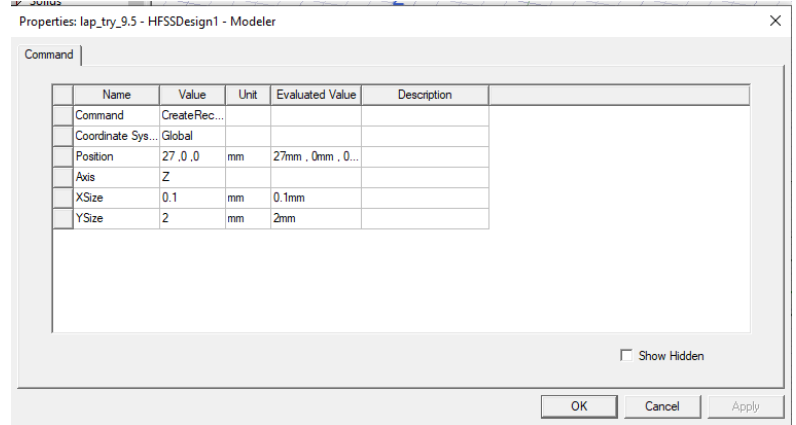 Solids
Properties: lap_try_9.5 - HFSSDesign1 - Modeler
Command
Name Value Unit Evaluated Value Description
Command CreateRec...
Coordinate Sys... Global
Position 27 ,0 ,0 mm 27mm , 0mm , 0...
Axis Z
XSize 0.1 mm 0.1mm
YSize 2 mm 2mm
Show Hidden
OK Cancel Apply